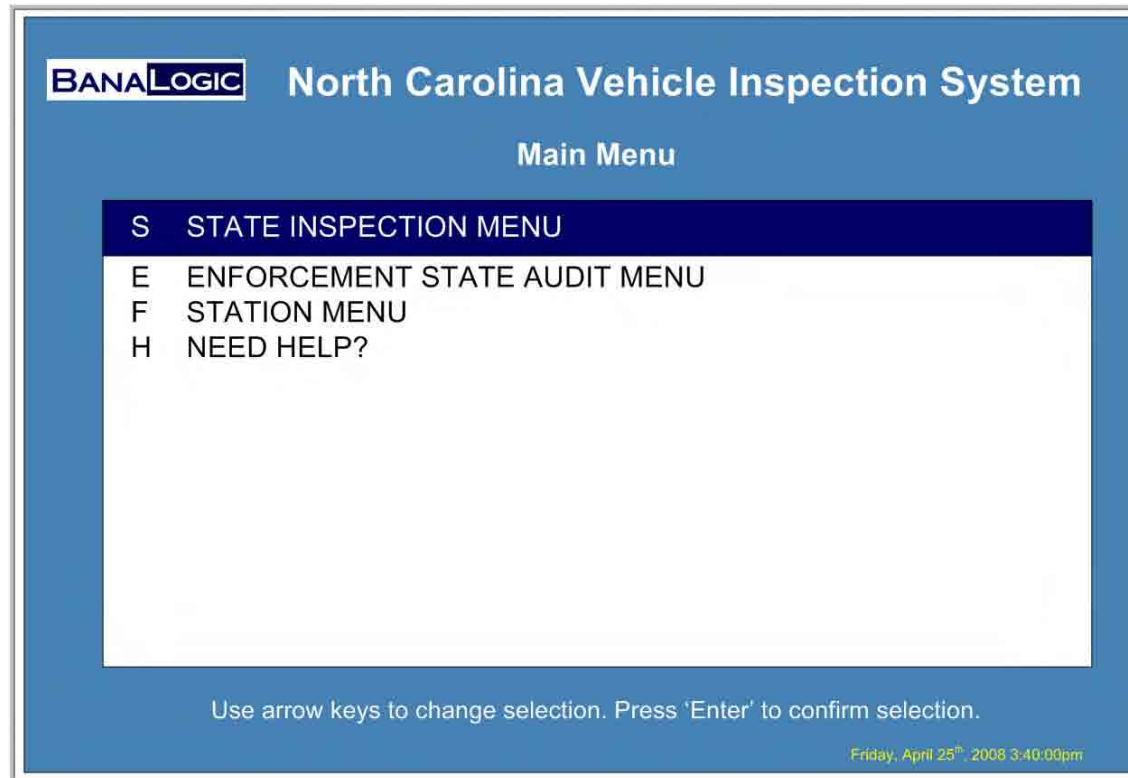 BANALOGIC North Carolina Vehicle Inspection System
Main Menu
S STATE INSPECTION MENU
E ENFORCEMENT STATE AUDIT MENU
F STATION MENU
H NEED HELP?
Use arrow keys to change selection. Press ‘Enter’ to confirm selection.
Friday, April 25th, 2008 3:40:00pm